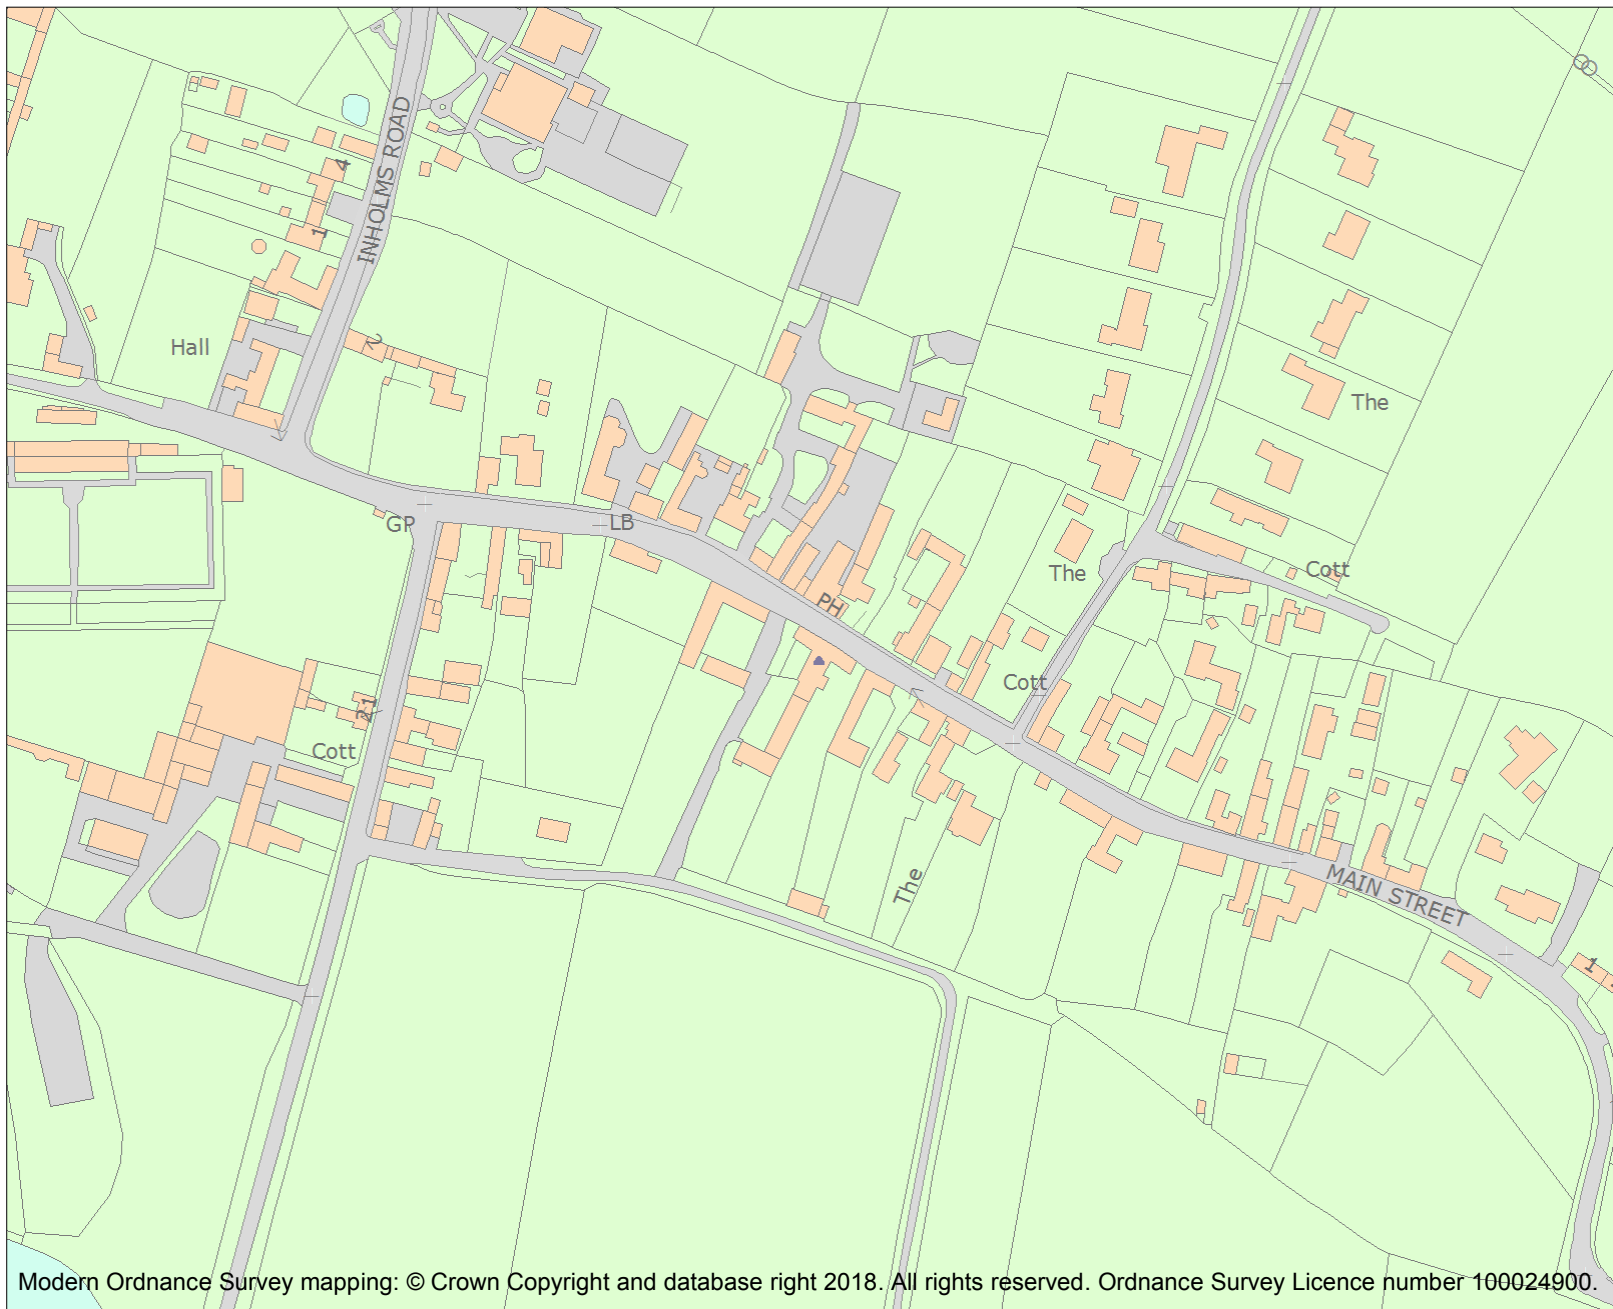 INHOLMS ROAD
4
1
Hall
2
The
GP
LB
The
Cott
PH
Cott
21
Cott
The
MAIN STREET
1
Modern Ordnance Survey mapping: © Crown Copyright and database right 2018. All rights reserved. Ordnance Survey Licence number 100024900.